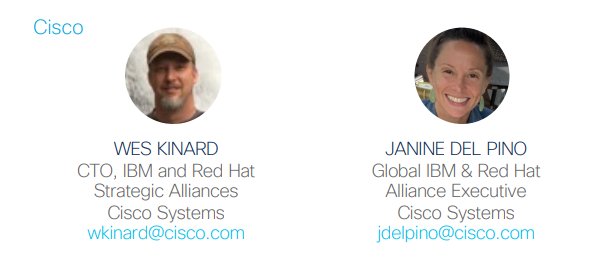 Cisco
WES KINARD
CTO, IBM and Red Hat
Strategic Alliances
Cisco Systems
wkinard@cisco.com
JANINE DEL PINO
Global IBM & Red Hat
Alliance Executive
Cisco Systems
jdelpino@cisco.com